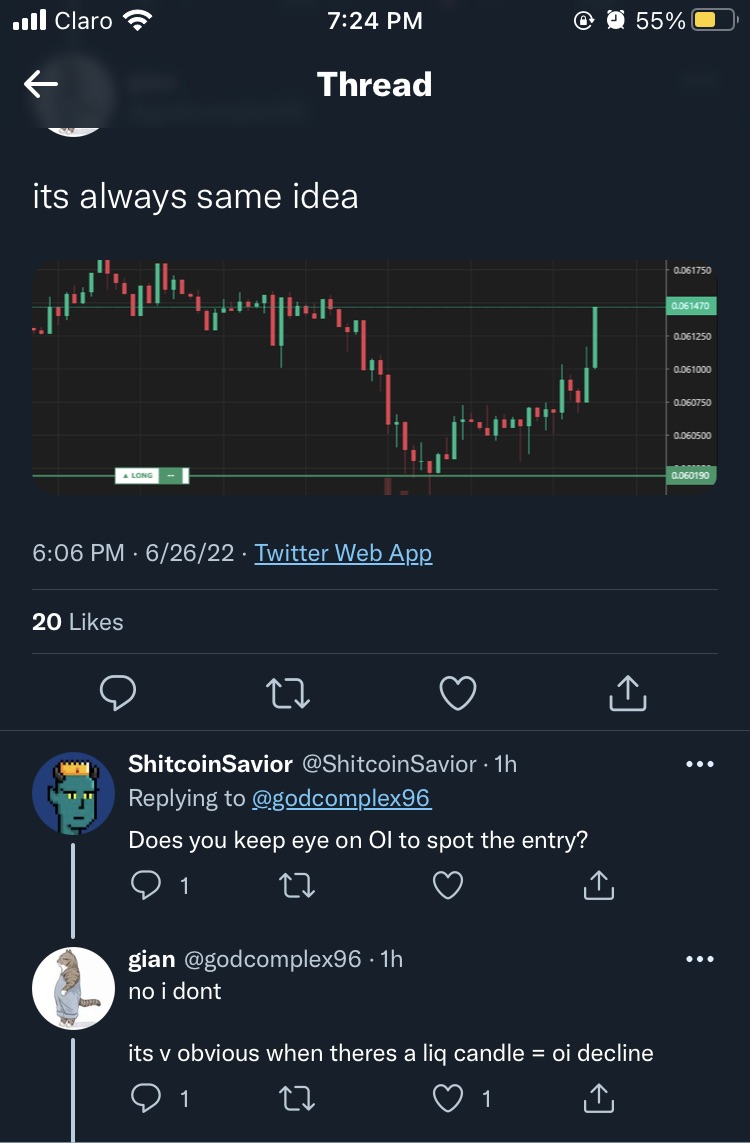 Claro 7:24 PM 55%
Thread
its always same idea
0.061750
0.061470
0.061250
0.061000
0.060750
0.060500
▲ LONG --
0.060190
6:06 PM · 6/26/22 · Twitter Web App
20 Likes
ShitcoinSavior @ShitcoinSavior · 1h
Replying to @godcomplex96
Does you keep eye on OI to spot the entry?
1
gian @godcomplex96 · 1h
no i dont
its v obvious when theres a liq candle = oi decline
1 1